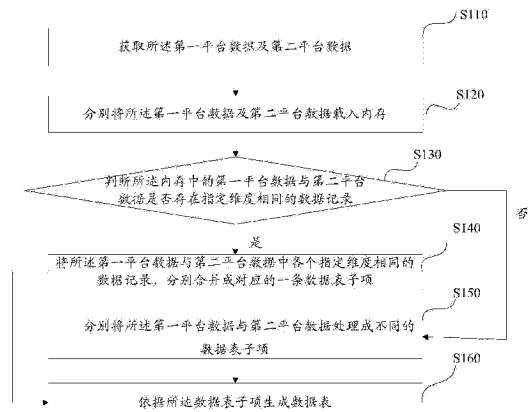 S110
获取所述第一平台数据及第二平台数据
S120
分别将所述第一平台数据及第二平台数据载入内存
S130
判断所述内存中的第一平台数据与第二平台
数据是否存在指定维度相同的数据记录
否
是
S140
将所述第一平台数据与第二平台数据中各个指定维度相同的
数据记录，分别合并成对应的一条数据表子项
S150
分别将所述第一平台数据与第二平台数据处理成不同的
数据表子项
S160
依据所述数据表子项生成数据表